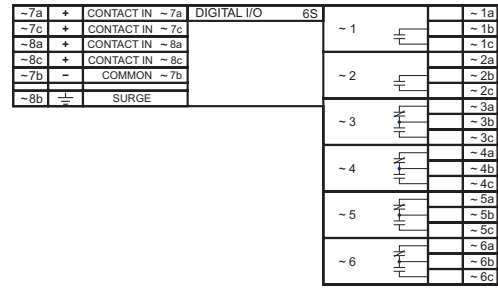 ~7a + CONTACT IN ~7a DIGITAL I/O 6S ~1a
~7c + CONTACT IN ~7c ~1 ~1b
~8a + CONTACT IN ~8a ~1c
~8c + CONTACT IN ~8c ~2a
~7b – COMMON ~7b ~2 ~2b
~2c
~8b SURGE ~3a
~3 ~3b
~3c
~4a
~4 ~4b
~4c
~5a
~5 ~5b
~5c
~6a
~6 ~6b
~6c